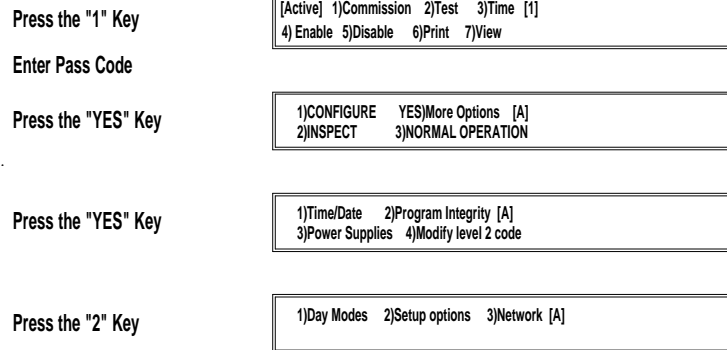 Press the "1" Key
[Active] 1)Commission 2)Test 3)Time [1]
4) Enable 5)Disable 6)Print 7)View
Enter Pass Code
Press the "YES" Key
1)CONFIGURE YES)More Options [A]
2)INSPECT 3)NORMAL OPERATION
.
Press the "YES" Key
1)Time/Date 2)Program Integrity [A]
3)Power Supplies 4)Modify level 2 code
Press the "2" Key
1)Day Modes 2)Setup options 3)Network [A]